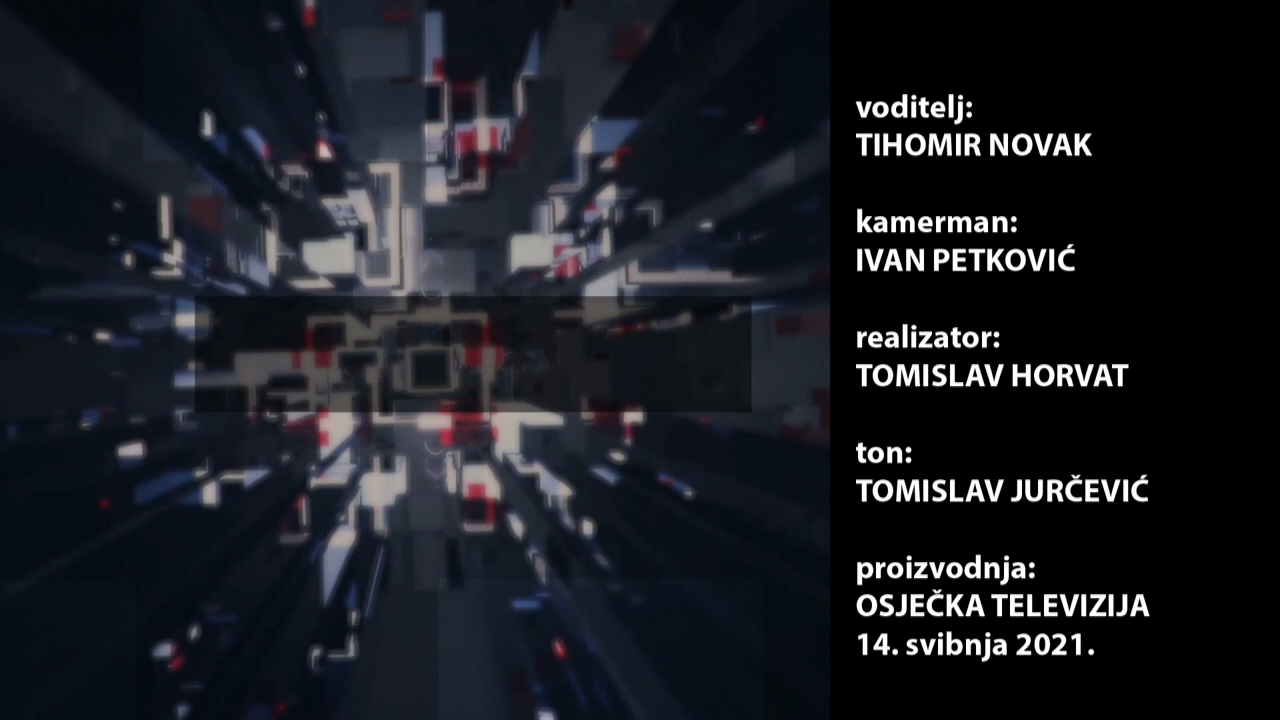 voditelj:
TIHOMIR NOVAK
kamerman:
IVAN PETKOVIĆ
realizator:
TOMISLAV HORVAT
ton:
TOMISLAV JURČEVIĆ
proizvodnja:
OSJEČKA TELEVIZIJA
14. svibnja 2021.